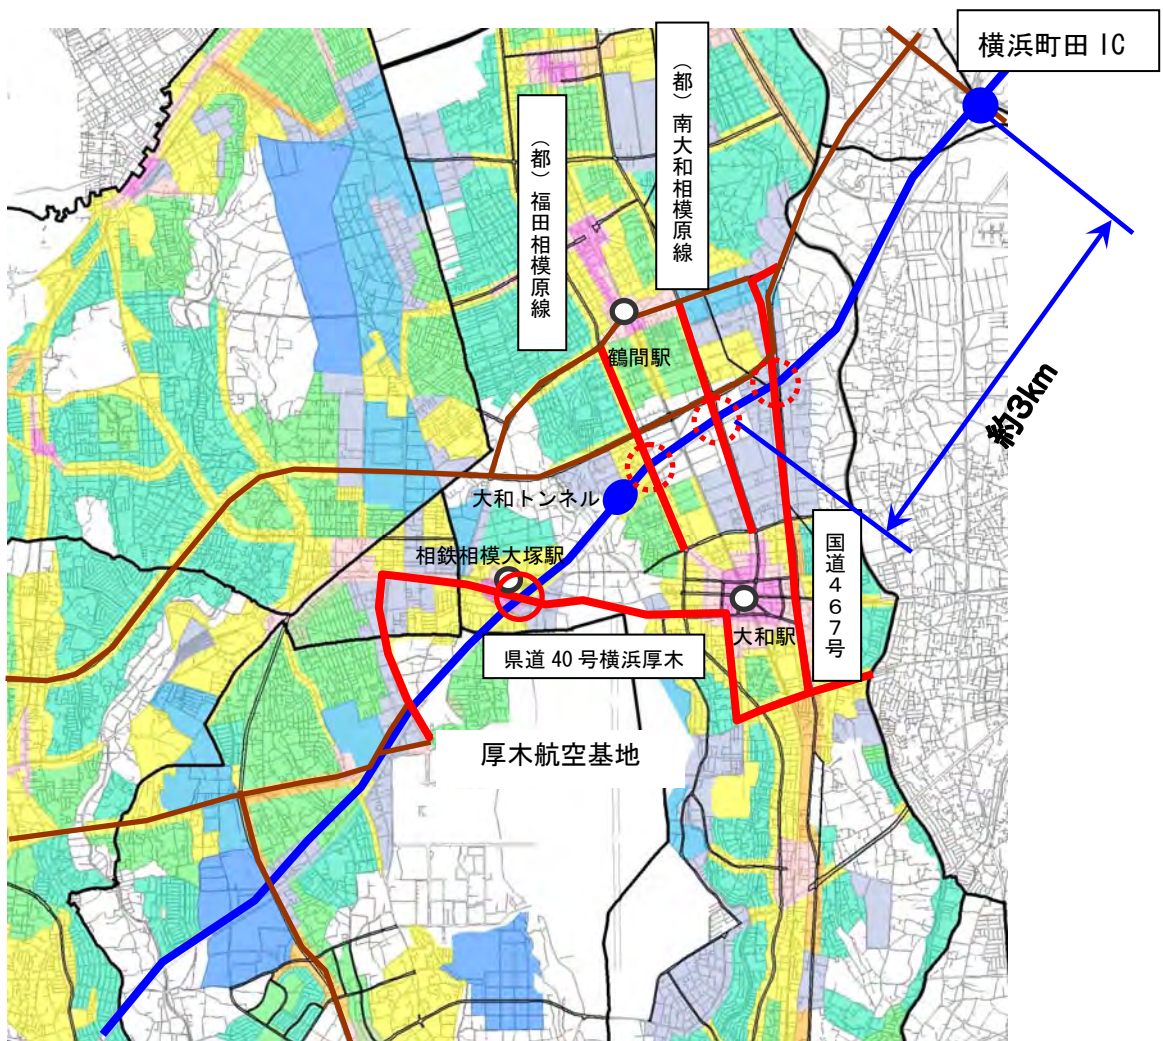 横浜町田 IC
（都）南大和相模原線
（都）福田相模原線
鶴間駅
約3km
大和トンネル
国道467号
相鉄相模大塚駅
大和駅
県道 40 号横浜厚木
厚木航空基地